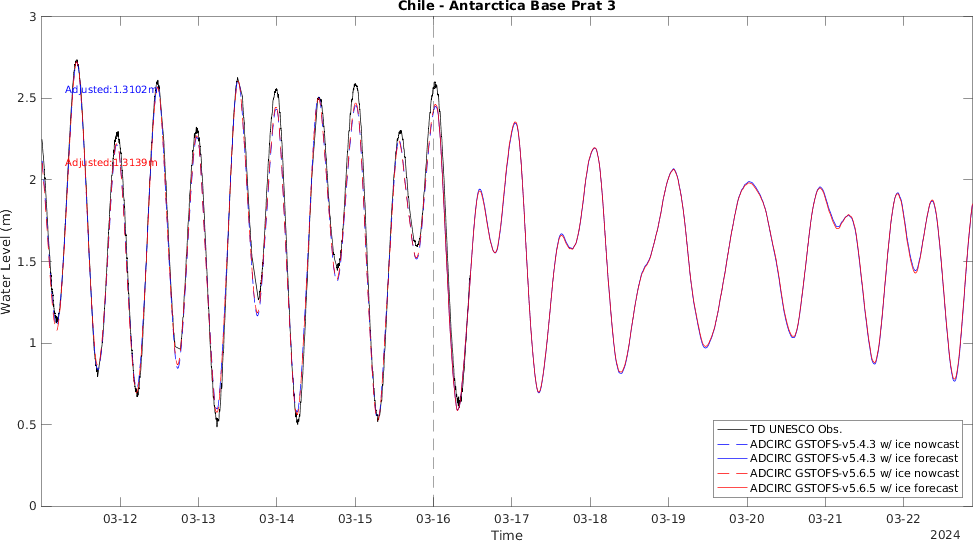 Chile - Antarctica Base Prat 3
3
2.5
2
1.5
1
0.5
0
Water Level (m)
Adjusted:1.3102m
Adjusted:1.3139m
TD UNESCO Obs.
ADCIRC GSTOFS-v5.4.3 w/ ice nowcast
ADCIRC GSTOFS-v5.4.3 w/ ice forecast
ADCIRC GSTOFS-v5.6.5 w/ ice nowcast
ADCIRC GSTOFS-v5.6.5 w/ ice forecast
03-12 03-13 03-14 03-15 03-16 03-17 03-18 03-19 03-20 03-21 03-22
Time
2024